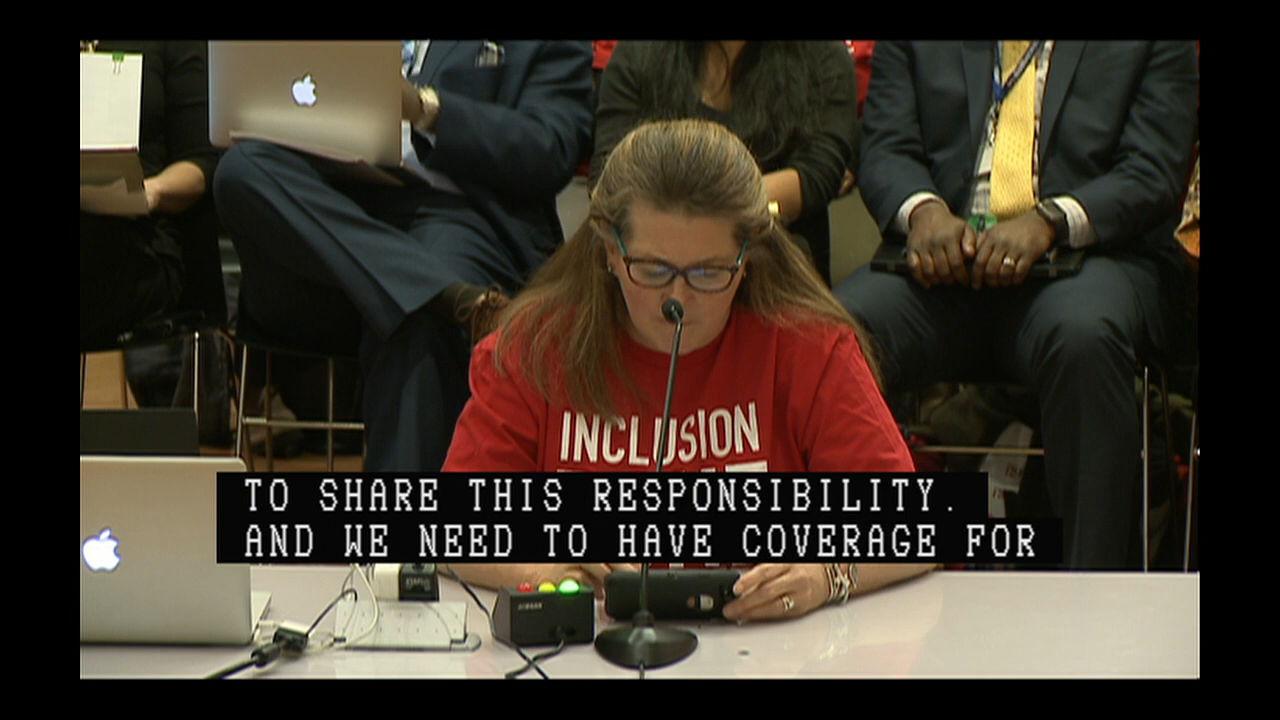 INCLUSION
TO SHARE THIS RESPONSIBILITY.
AND WE NEED TO HAVE COVERAGE FOR